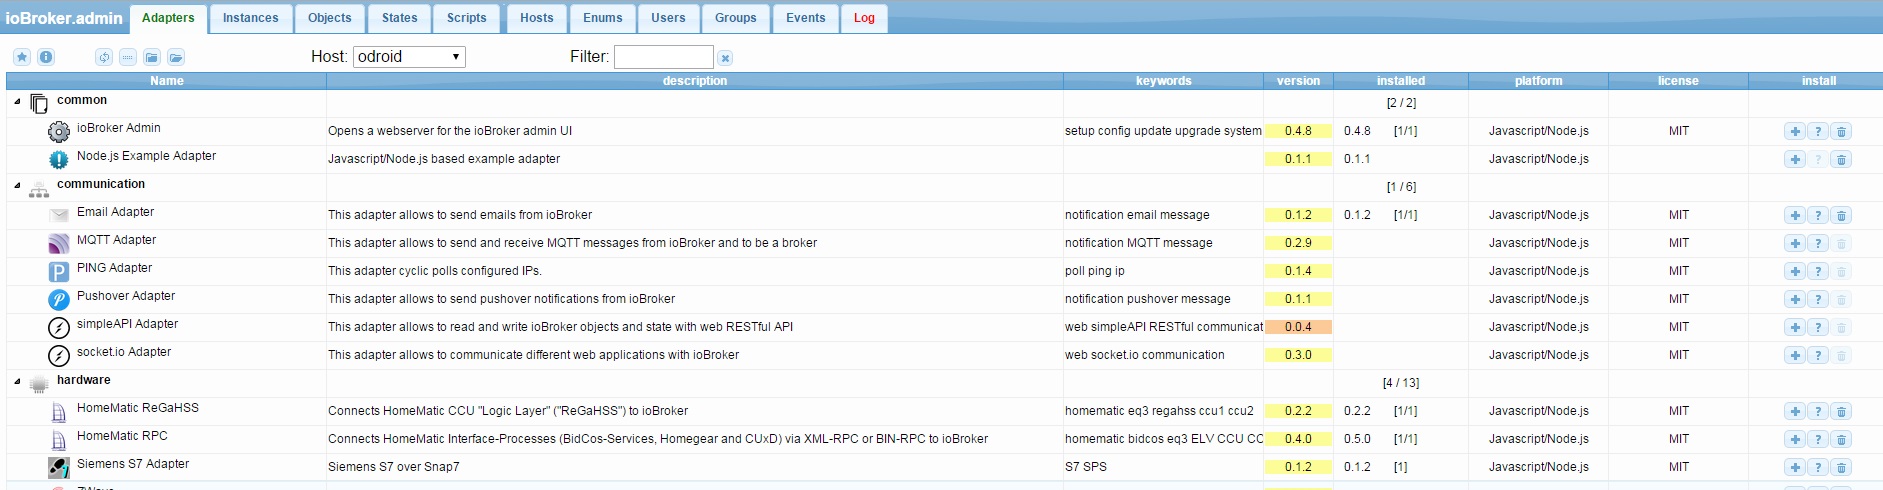 ioBroker.admin Adapters Instances Objects States Scripts Hosts Enums Users Groups Events Log
Host: odroid Filter:
Name description keywords version installed platform license install
common [2 / 2]
ioBroker Admin Opens a webserver for the ioBroker admin UI setup config update upgrade system 0.4.8 0.4.8 [1/1] Javascript/Node.js MIT
Node.js Example Adapter Javascript/Node.js based example adapter 0.1.1 0.1.1 Javascript/Node.js
communication [1 / 6]
Email Adapter This adapter allows to send emails from ioBroker notification email message 0.1.2 0.1.2 [1/1] Javascript/Node.js MIT
MQTT Adapter This adapter allows to send and receive MQTT messages from ioBroker and to be a broker notification MQTT message 0.2.9 Javascript/Node.js MIT
PING Adapter This adapter cyclic polls configured IPs. poll ping ip 0.1.4 Javascript/Node.js MIT
Pushover Adapter This adapter allows to send pushover notifications from ioBroker notification pushover message 0.1.1 Javascript/Node.js MIT
simpleAPI Adapter This adapter allows to read and write ioBroker objects and state with web RESTful API web simpleAPI RESTful communicat 0.0.4 Javascript/Node.js MIT
socket.io Adapter This adapter allows to communicate different web applications with ioBroker web socket.io communication 0.3.0 Javascript/Node.js MIT
hardware [4 / 13]
HomeMatic ReGaHSS Connects HomeMatic CCU "Logic Layer" ("ReGaHSS") to ioBroker homematic eq3 regahss ccu1 ccu2 0.2.2 0.2.2 [1/1] Javascript/Node.js MIT
HomeMatic RPC Connects HomeMatic Interface-Processes (BidCos-Services, Homegear and CUxD) via XML-RPC or BIN-RPC to ioBroker homematic bidcos eq3 ELV CCU CC 0.4.0 0.5.0 [1/1] Javascript/Node.js MIT
Siemens S7 Adapter Siemens S7 over Snap7 S7 SPS 0.1.2 0.1.2 [1] Javascript/Node.js MIT